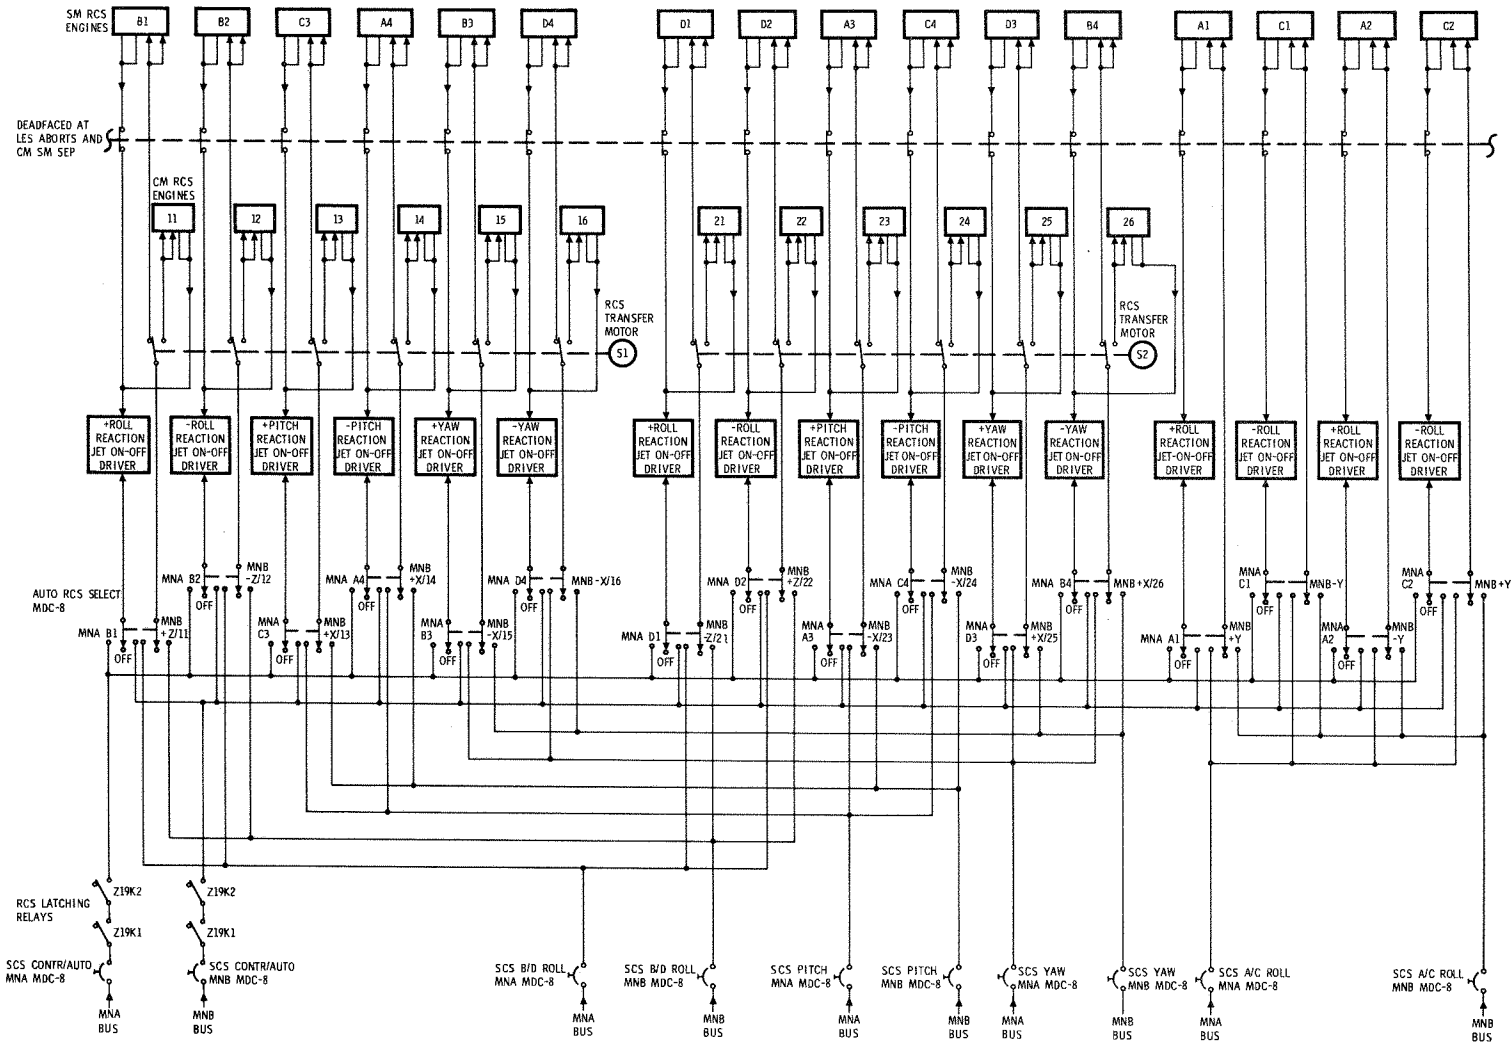 SM RCS
ENGINES
B1
B2
C3
A4
B3
D4
D1
D2
A3
C4
D3
B4
A1
C1
A2
C2
DEADFACED AT
LES ABORTS AND
CM SM SEP
CM RCS
ENGINES
11
12
13
14
15
16
21
22
23
24
25
26
RCS
TRANSFER
MOTOR
S1
RCS
TRANSFER
MOTOR
S2
+ROLL
REACTION
JET ON-OFF
DRIVER
-ROLL
REACTION
JET ON-OFF
DRIVER
+PITCH
REACTION
JET ON-OFF
DRIVER
-PITCH
REACTION
JET ON-OFF
DRIVER
+YAW
REACTION
JET ON-OFF
DRIVER
-YAW
REACTION
JET ON-OFF
DRIVER
+ROLL
REACTION
JET ON-OFF
DRIVER
-ROLL
REACTION
JET ON-OFF
DRIVER
+PITCH
REACTION
JET ON-OFF
DRIVER
-PITCH
REACTION
JET ON-OFF
DRIVER
+YAW
REACTION
JET ON-OFF
DRIVER
-YAW
REACTION
JET ON-OFF
DRIVER
+ROLL
REACTION
JET-ON-OFF
DRIVER
-ROLL
REACTION
JET ON-OFF
DRIVER
+ROLL
REACTION
JET ON-OFF
DRIVER
-ROLL
REACTION
JET ON-OFF
DRIVER
AUTO RCS SELECT
MDC-8
MNA B1
OFF
MNB
+Z/11
MNA B2
OFF
MNB
-Z/12
MNA
C3
OFF
MNB
+X/13
MNA A4
OFF
MNB
+X/14
MNA
B3
OFF
MNB
-X/15
MNA D4
OFF
MNB-X/16
MNA D1
OFF
MNB
-Z/21
MNA D2
OFF
MNB
+Z/22
MNA
A3
OFF
MNB
-X/23
MNA C4
OFF
MNB
-X/24
MNA
D3
OFF
MNB
+X/25
MNA B4
OFF
MNB+X/26
MNA A1
OFF
MNB
+Y
MNA
C1
OFF
MNB-Y
MNA
A2
OFF
MNB
-Y
MNA
C2
OFF
MNB+Y
RCS LATCHING
RELAYS
Z19K2
Z19K1
Z19K2
Z19K1
SCS CONTR/AUTO
MNA MDC-8
MNA
BUS
SCS CONTR/AUTO
MNB MDC-8
MNB
BUS
SCS B/D ROLL
MNA MDC-8
MNA
BUS
SCS B/D ROLL
MNB MDC-8
MNB
BUS
SCS PITCH
MNA MDC-8
MNA
BUS
SCS PITCH
MNB MDC-8
MNB
BUS
SCS YAW
MNA MDC-8
MNA
BUS
SCS YAW
MNB MDC-8
MNB
BUS
SCS A/C ROLL
MNA MDC-8
MNA
BUS
SCS A/C ROLL
MNB MDC-8
MNB
BUS